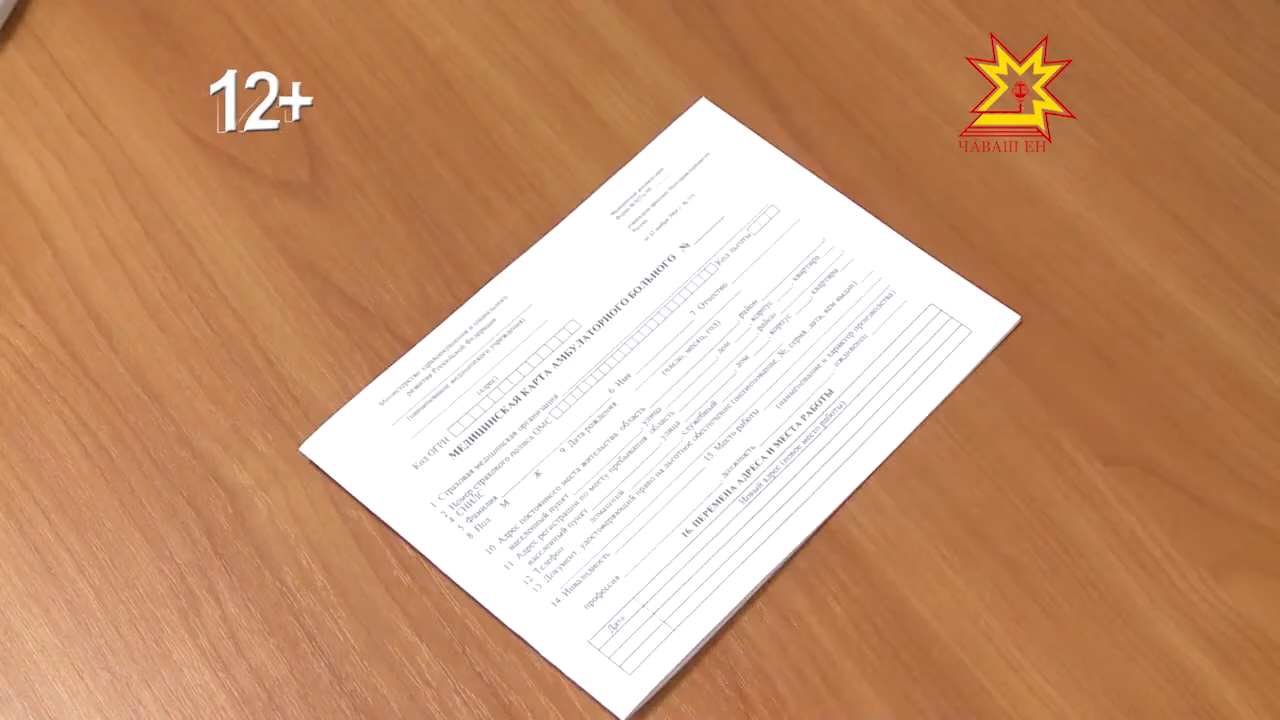 12+
ЧАВАШ ЕН
Министерство здравоохранения и социального
развития Российской Федерации
(наименование медицинского учреждения)
(адрес)
Код ОГРН
Медицинская документация
МЕДИЦИНСКАЯ КАРТА АМБУЛАТОРНОГО БОЛЬНОГО №
1. Страховая медицинская организация
2. Номер страхового полиса ОМС
Код льготы
4. СНИЛС
5. Фамилия
6. Имя
7. Отчество
8. Пол М Ж
9. Дата рождения
(число, месяц, год)
10. Адрес постоянного места жительства: область
район
населенный пункт
улица
дом
корпус
квартира
11. Адрес регистрации по месту пребывания: область
район
населенный пункт
улица
дом
корпус
квартира
12. Телефон
домашний
служебный
13. Документ, удостоверяющий право на льготное обеспечение (наименование, №, серия, дата, кем выдан)
14. Инвалидность
15. Место работы
(наименование и характер производства)
профессия
должность
иждивение
16. ПЕРЕМЕНА АДРЕСА И МЕСТА РАБОТЫ
Дата
Новый адрес (новое место работы)